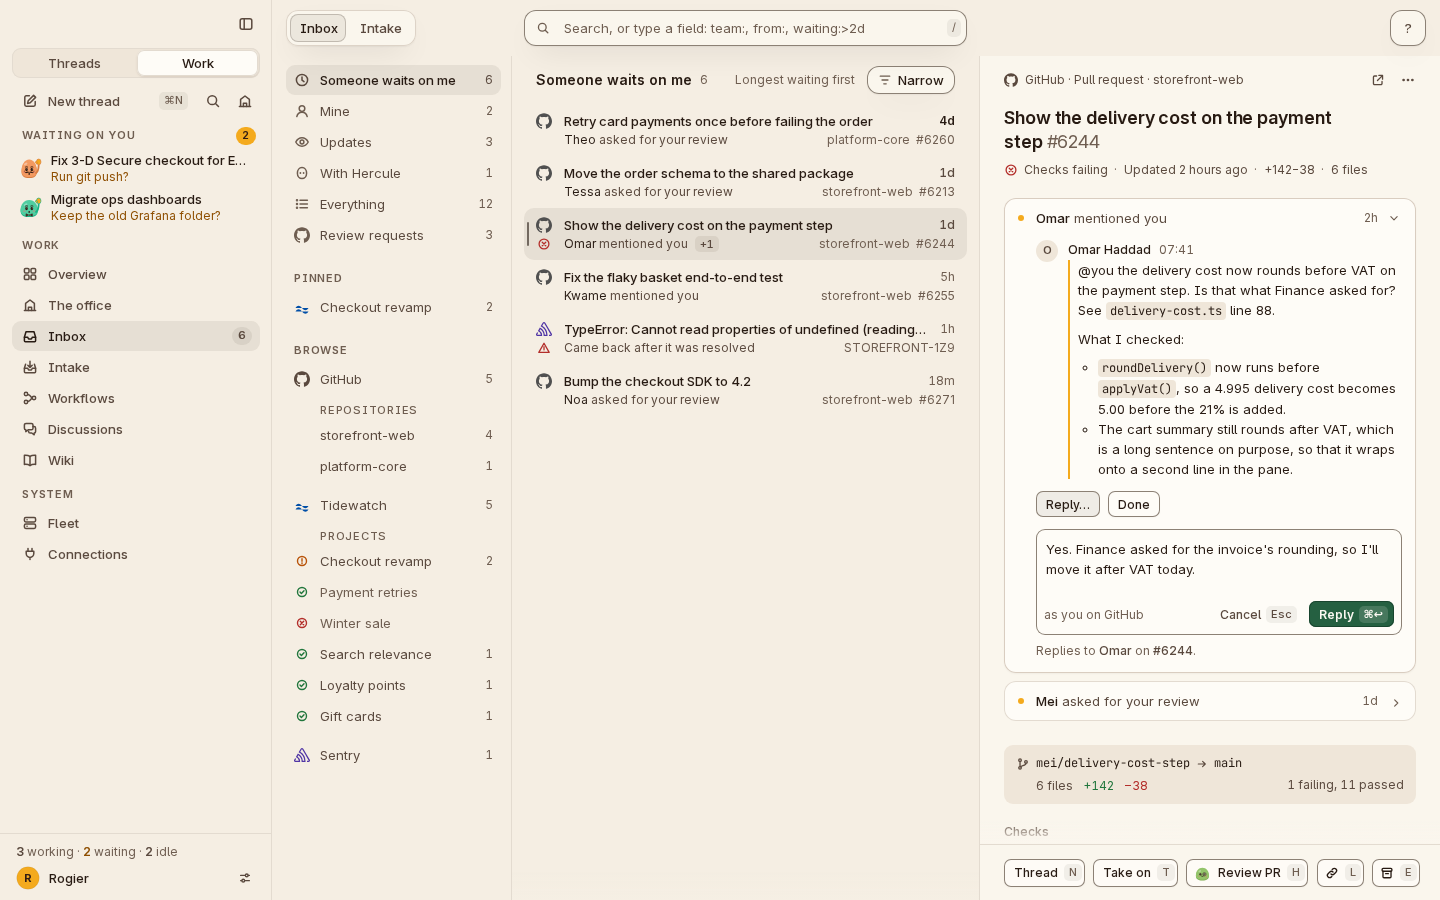 Threads
Work
New thread ⌘N
WAITING ON YOU 2
Fix 3-D Secure checkout for E…
Run git push?
Migrate ops dashboards
Keep the old Grafana folder?
WORK
Overview
The office
Inbox 6
Intake
Workflows
Discussions
Wiki
SYSTEM
Fleet
Connections
3 working · 2 waiting · 2 idle
R Rogier
Inbox
Intake
Someone waits on me 6
Mine 2
Updates 3
With Hercule 1
Everything 12
Review requests 3
PINNED
Checkout revamp 2
BROWSE
GitHub 5
REPOSITORIES
storefront-web 4
platform-core 1
Tidewatch 5
PROJECTS
Checkout revamp 2
Payment retries
Winter sale
Search relevance 1
Loyalty points 1
Gift cards 1
Sentry 1
Search, or type a field: team:, from:, waiting:>2d /
?
Someone waits on me 6 Longest waiting first Narrow
Retry card payments once before failing the order 4d
Theo asked for your review platform-core #6260
Move the order schema to the shared package 1d
Tessa asked for your review storefront-web #6213
Show the delivery cost on the payment step 1d
Omar mentioned you +1 storefront-web #6244
Fix the flaky basket end-to-end test 5h
Kwame mentioned you storefront-web #6255
TypeError: Cannot read properties of undefined (reading… 1h
Came back after it was resolved STOREFRONT-1Z9
Bump the checkout SDK to 4.2 18m
Noa asked for your review storefront-web #6271
GitHub · Pull request · storefront-web
Show the delivery cost on the payment
step #6244
Checks failing · Updated 2 hours ago · +142−38 · 6 files
Omar mentioned you 2h
O Omar Haddad 07:41
@you the delivery cost now rounds before VAT on
the payment step. Is that what Finance asked for?
See delivery-cost.ts line 88.
What I checked:
roundDelivery() now runs before
applyVat(), so a 4.995 delivery cost becomes
5.00 before the 21% is added.
The cart summary still rounds after VAT, which
is a long sentence on purpose, so that it wraps
onto a second line in the pane.
Reply… Done
Yes. Finance asked for the invoice's rounding, so I'll
move it after VAT today.
as you on GitHub Cancel Esc Reply ⌘↩
Replies to Omar on #6244.
Mei asked for your review 1d
mei/delivery-cost-step → main
6 files +142 −38 1 failing, 11 passed
Checks
Thread N Take on T Review PR H L E